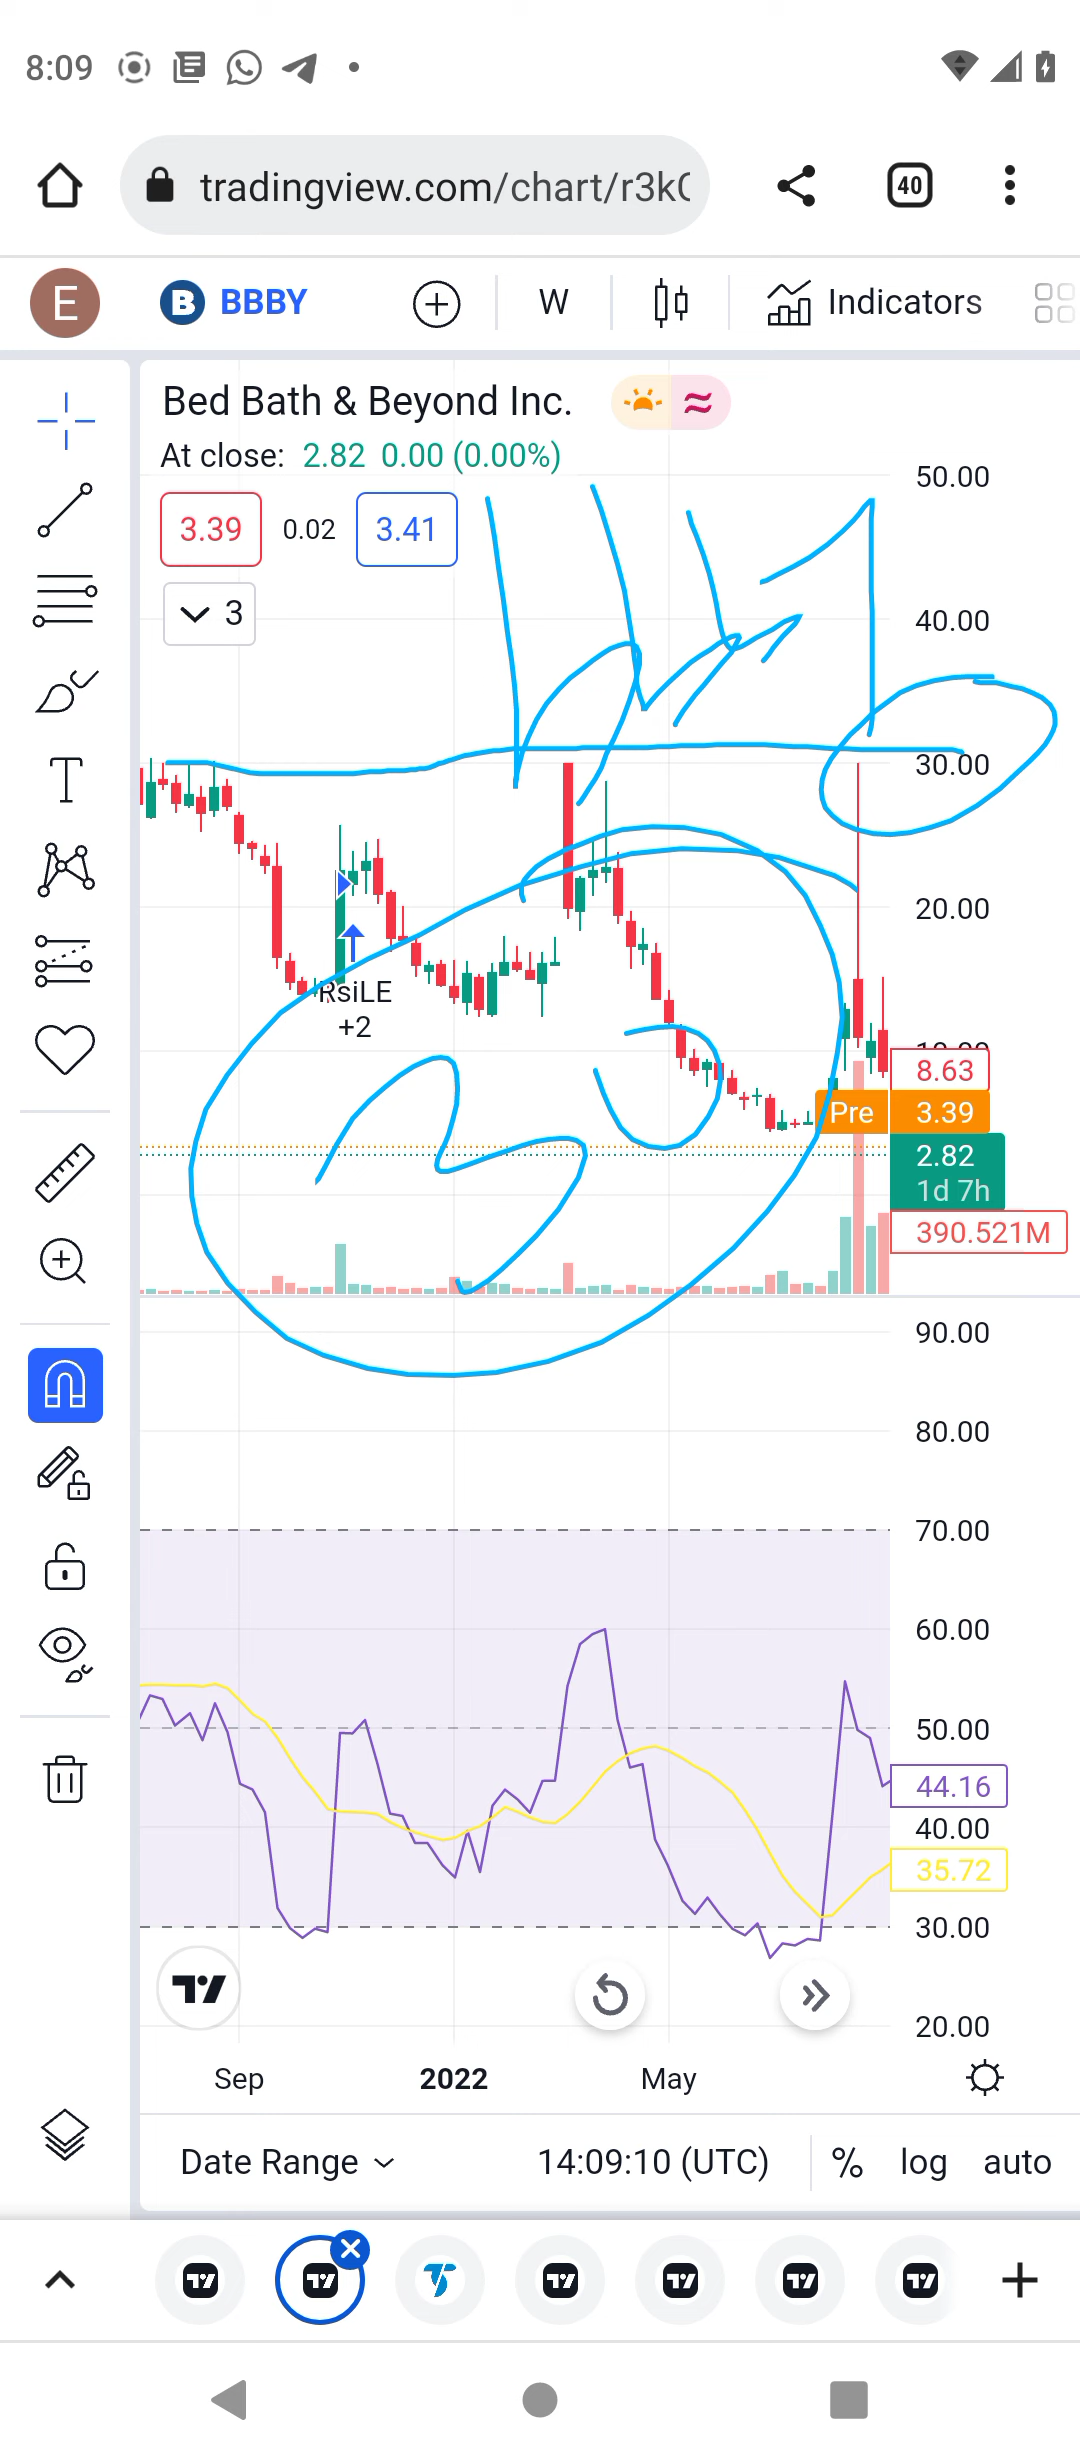 8:09
tradingview.com/chart/r3k
40
E
B BBBY
W
Indicators
Bed Bath & Beyond Inc.
At close: 2.82 0.00 (0.00%)
3.39 0.02 3.41
3
50.00
40.00
30.00
20.00
10.00
RsiLE
+2
8.63
Pre 3.39
2.82
1d 7h
390.521M
90.00
80.00
70.00
60.00
50.00
44.16
40.00
35.72
30.00
20.00
Sep 2022 May
Date Range 14:09:10 (UTC) % log auto